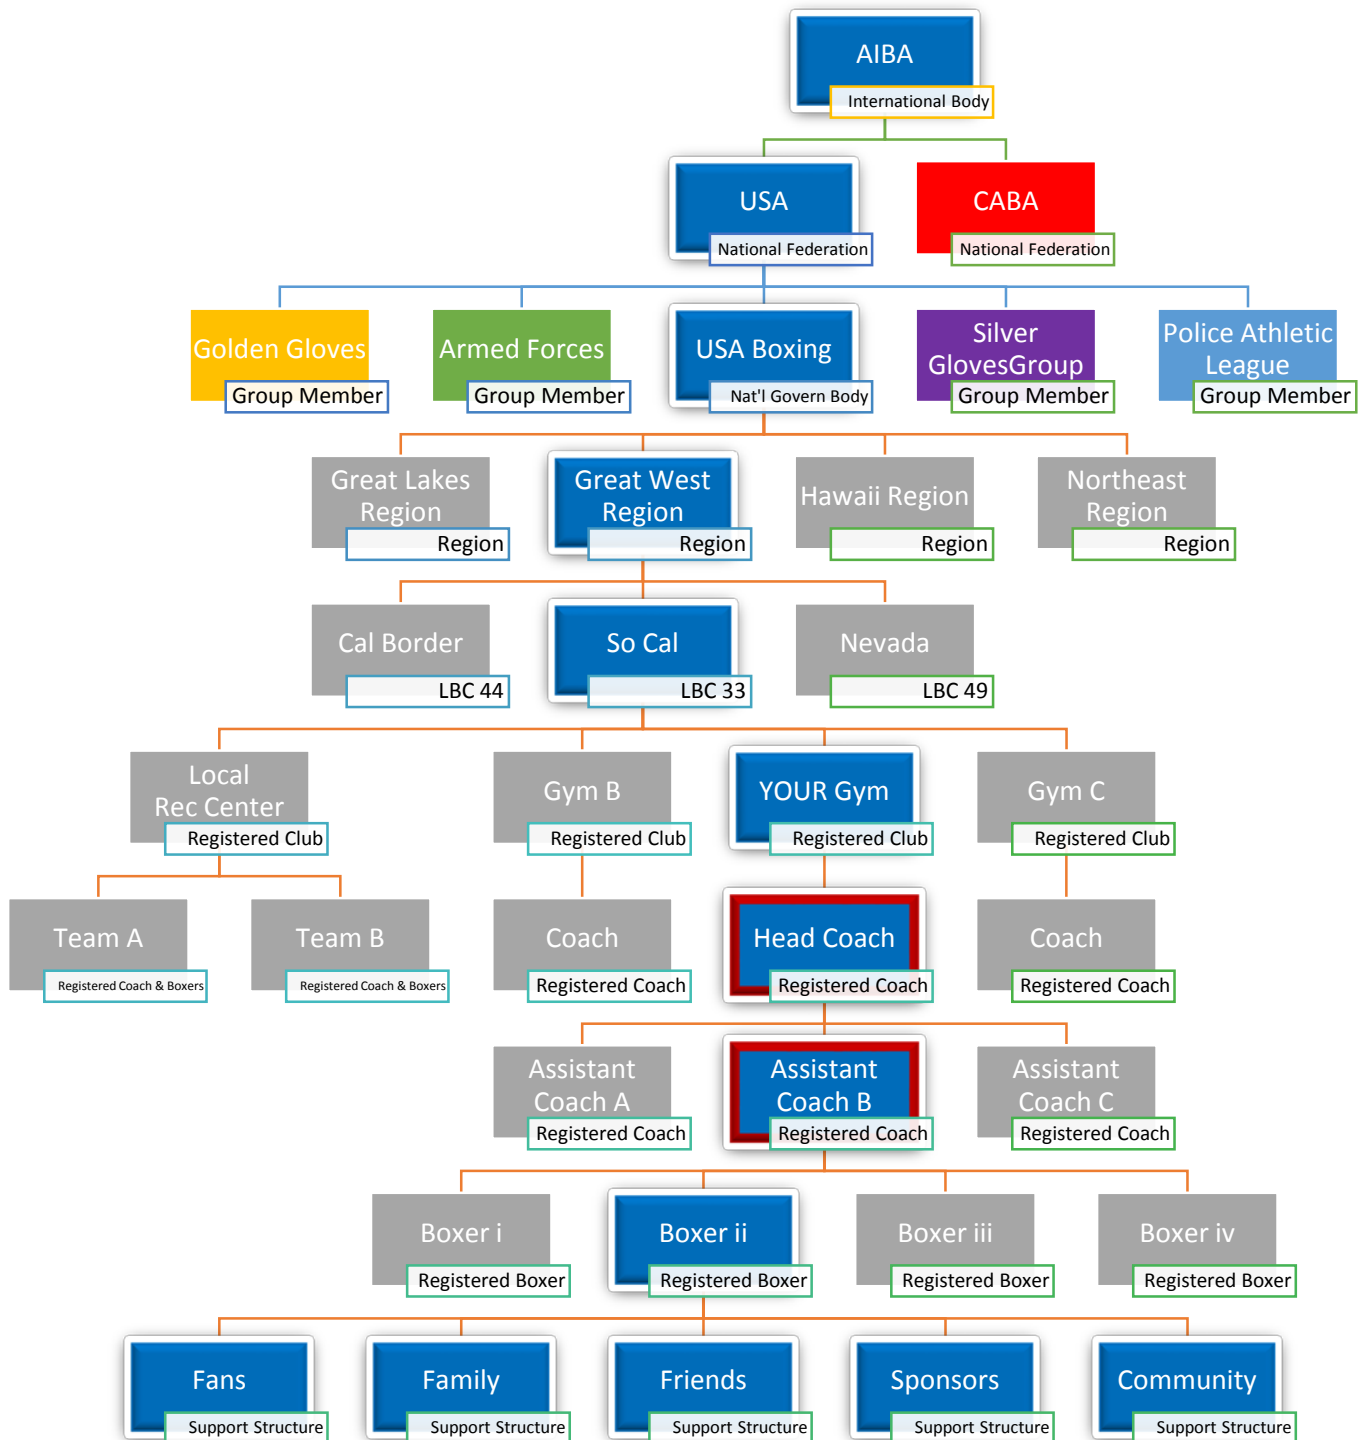 AIBA
International Body
USA
National Federation
CABA
National Federation
Golden Gloves
Group Member
Armed Forces
Group Member
USA Boxing
Nat'l Govern Body
Silver
GlovesGroup
Group Member
Police Athletic
League
Group Member
Great Lakes
Region
Region
Great West
Region
Region
Hawaii Region
Region
Northeast
Region
Region
Cal Border
LBC 44
So Cal
LBC 33
Nevada
LBC 49
Local
Rec Center
Registered Club
Gym B
Registered Club
YOUR Gym
Registered Club
Gym C
Registered Club
Team A
Registered Coach & Boxers
Team B
Registered Coach & Boxers
Coach
Registered Coach
Head Coach
Registered Coach
Coach
Registered Coach
Assistant
Coach A
Registered Coach
Assistant
Coach B
Registered Coach
Assistant
Coach C
Registered Coach
Boxer i
Registered Boxer
Boxer ii
Registered Boxer
Boxer iii
Registered Boxer
Boxer iv
Registered Boxer
Fans
Support Structure
Family
Support Structure
Friends
Support Structure
Sponsors
Support Structure
Community
Support Structure